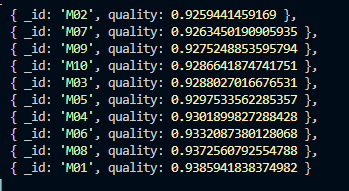 { _id: 'M02', quality: 0.9259441459169 },
{ _id: 'M07', quality: 0.9263450190905935 },
{ _id: 'M09', quality: 0.9275248853595794 },
{ _id: 'M10', quality: 0.9286641874741751 },
{ _id: 'M03', quality: 0.9288027016676531 },
{ _id: 'M05', quality: 0.9297533562285357 },
{ _id: 'M04', quality: 0.9301899827288428 },
{ _id: 'M06', quality: 0.9332087380128068 },
{ _id: 'M08', quality: 0.9372560792554788 },
{ _id: 'M01', quality: 0.9385941838374982 }